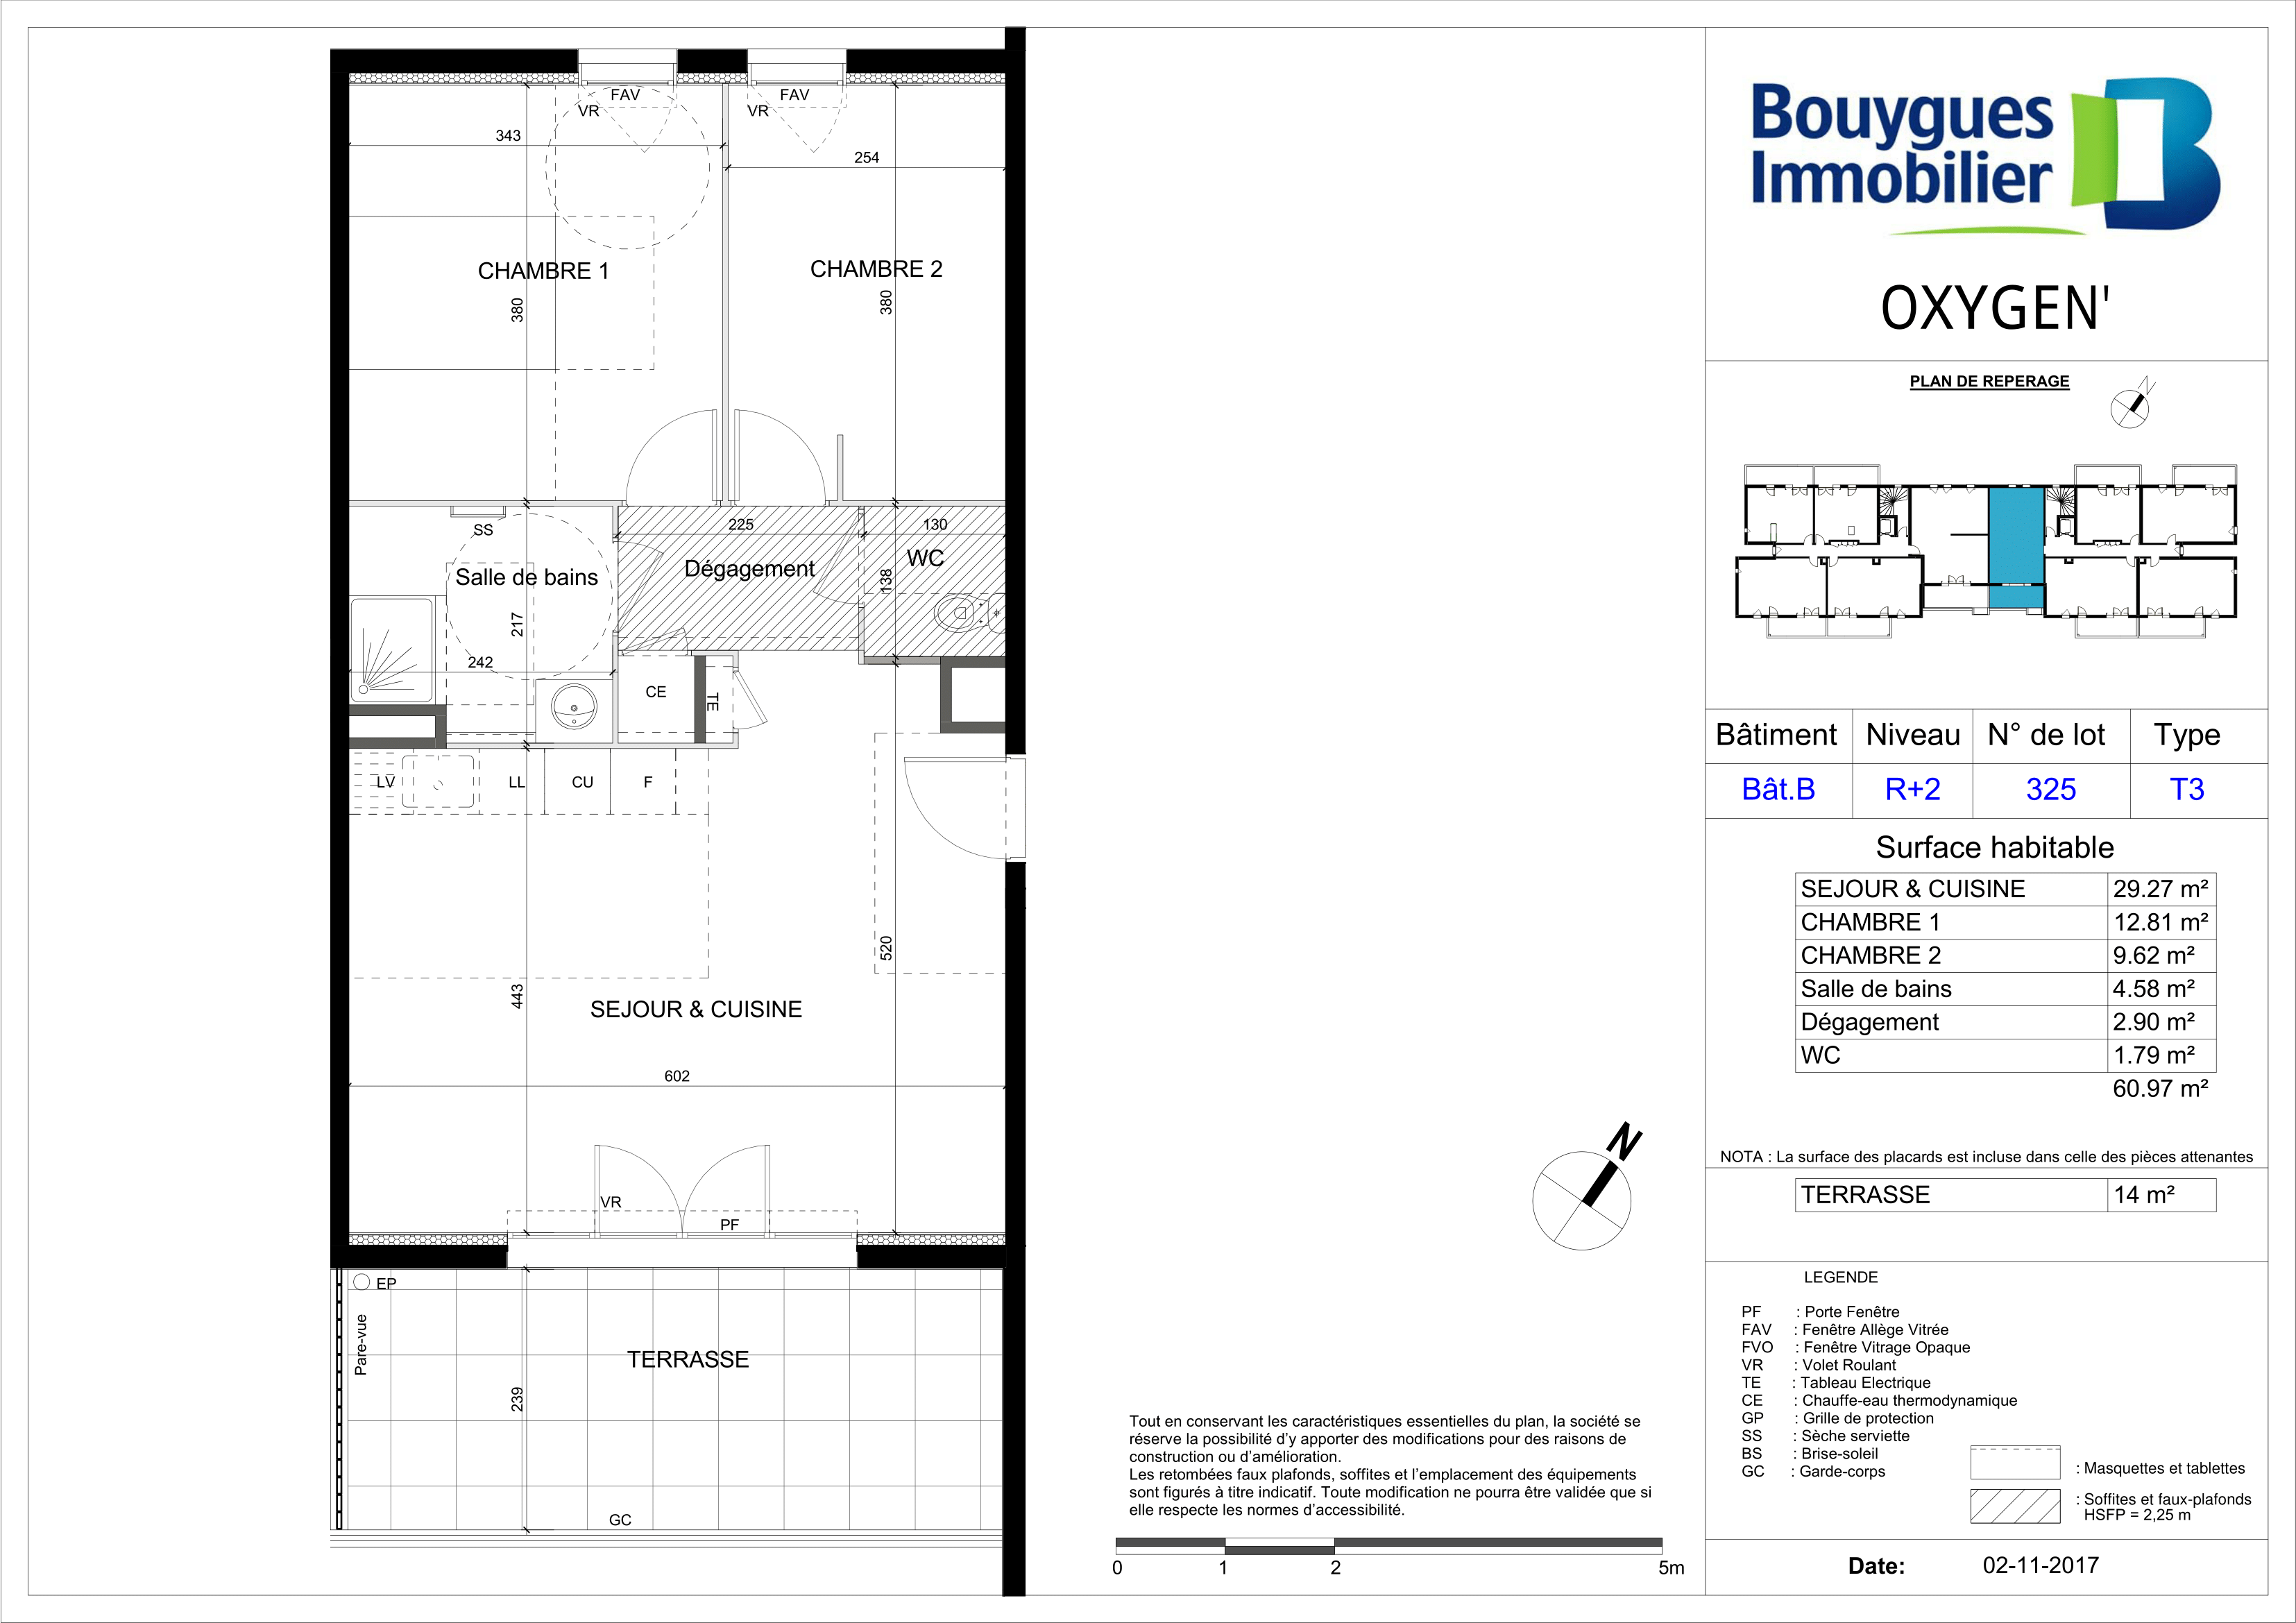 FAV
VR
FAV
VR
343
254
CHAMBRE 1
CHAMBRE 2
380
380
SS
225
130
Salle de bains
Dégagement
WC
138
217
242
CE
TE
LV
LL
CU
F
520
443
SEJOUR & CUISINE
602
VR
PF
EP
Pare-vue
TERRASSE
239
GC
N
Tout en conservant les caractéristiques essentielles du plan, la société se
réserve la possibilité d'y apporter des modifications pour des raisons de
construction ou d'amélioration.
Les retombées faux plafonds, soffites et l'emplacement des équipements
sont figurés à titre indicatif. Toute modification ne pourra être validée que si
elle respecte les normes d'accessibilité.
0 1 2 5m
Bouygues
Immobilier
OXYGEN'
PLAN DE REPERAGE
N
Bâtiment Niveau N° de lot Type
Bât.B R+2 325 T3
Surface habitable
SEJOUR & CUISINE 29.27 m²
CHAMBRE 1 12.81 m²
CHAMBRE 2 9.62 m²
Salle de bains 4.58 m²
Dégagement 2.90 m²
WC 1.79 m²
60.97 m²
NOTA : La surface des placards est incluse dans celle des pièces attenantes
TERRASSE 14 m²
LEGENDE
PF : Porte Fenêtre
FAV : Fenêtre Allège Vitrée
FVO : Fenêtre Vitrage Opaque
VR : Volet Roulant
TE : Tableau Electrique
CE : Chauffe-eau thermodynamique
GP : Grille de protection
SS : Sèche serviette
BS : Brise-soleil
GC : Garde-corps
: Masquettes et tablettes
: Soffites et faux-plafonds
HSFP = 2,25 m
Date: 02-11-2017